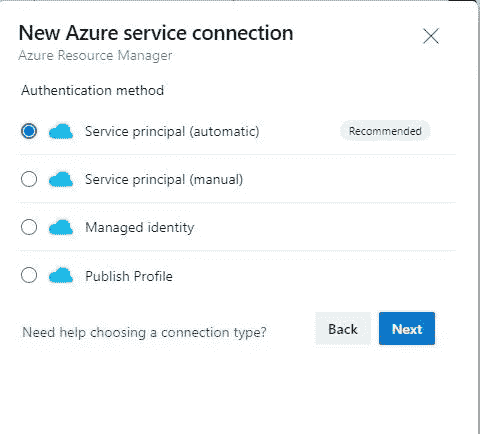 New Azure service connection
Azure Resource Manager
Authentication method
Service principal (automatic) Recommended
Service principal (manual)
Managed identity
Publish Profile
Need help choosing a connection type? Back Next